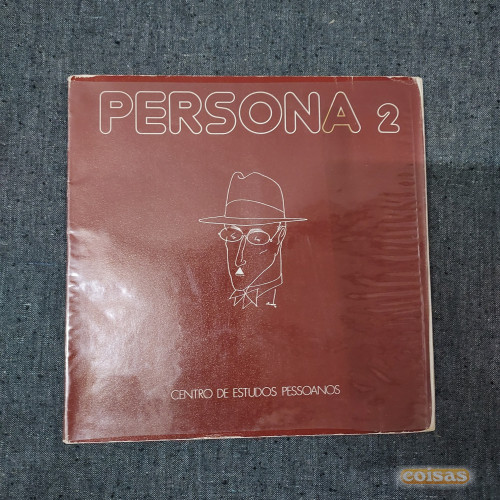 PERSONA 2
CENTRO DE ESTUDOS PESSOANOS
coisas